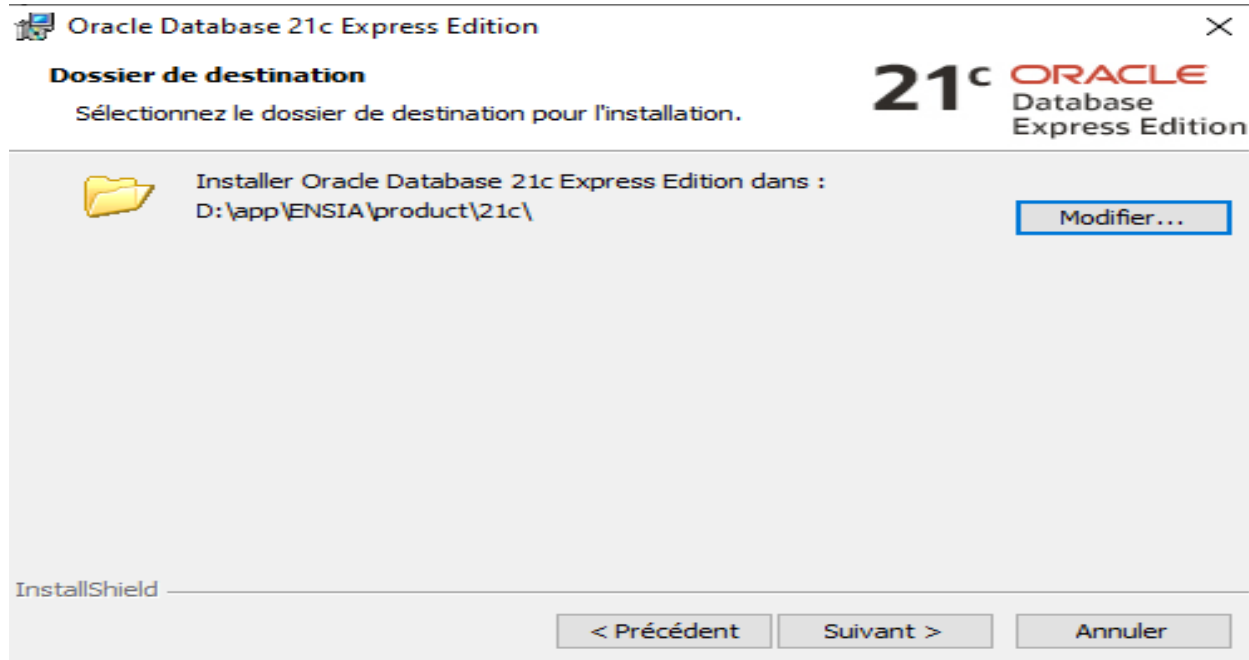 Oracle Database 21c Express Edition
Dossier de destination
Sélectionnez le dossier de destination pour l'installation.
21c ORACLE
Database
Express Edition
Installer Oracle Database 21c Express Edition dans :
D:\app\ENSIA\product\21c\
Modifier...
InstallShield
< Précédent
Suivant >
Annuler